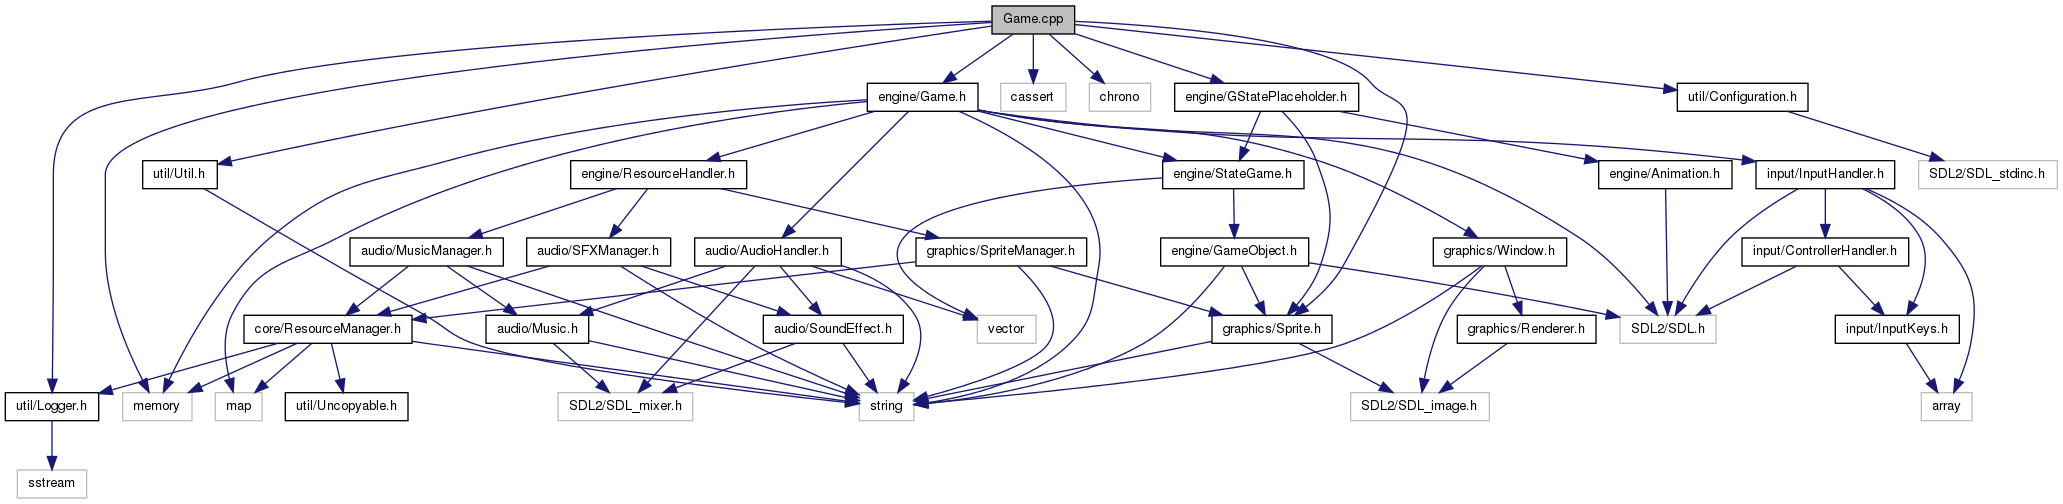 Game.cpp
engine/Game.h
cassert
chrono
engine/GStatePlaceholder.h
util/Configuration.h
util/Util.h
engine/ResourceHandler.h
engine/StateGame.h
engine/Animation.h
input/InputHandler.h
SDL2/SDL_stdinc.h
audio/MusicManager.h
audio/SFXManager.h
audio/AudioHandler.h
graphics/SpriteManager.h
engine/GameObject.h
graphics/Window.h
input/ControllerHandler.h
core/ResourceManager.h
audio/Music.h
audio/SoundEffect.h
vector
graphics/Sprite.h
graphics/Renderer.h
SDL2/SDL.h
input/InputKeys.h
util/Logger.h
memory
map
util/Uncopyable.h
SDL2/SDL_mixer.h
string
SDL2/SDL_image.h
array
sstream